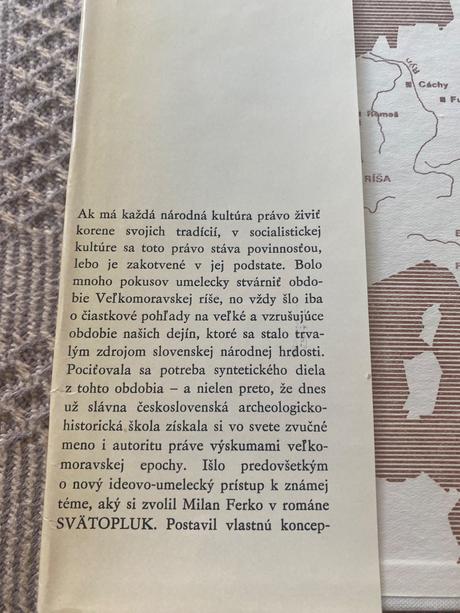 Ak má každá národná kultúra právo živiť
korene svojich tradícií, v socialistickej
kultúre sa toto právo stáva povinnosťou,
lebo je zakotvené v jej podstate. Bolo
mnoho pokusov umelecky stvárniť obdo-
bie Veľkomoravskej ríše, no vždy šlo iba
o čiastkové pohľady na veľké a vzrušujúce
obdobie našich dejín, ktoré sa stalo trva-
lým zdrojom slovenskej národnej hrdosti.
Pociťovala sa potreba syntetického diela
z tohto obdobia – a nielen preto, že dnes
už slávna československá archeologicko-
historická škola získala si vo svete zvučné
meno i autoritu práve výskumami veľko-
moravskej epochy. Išlo predovšetkým
o nový ideovo-umelecký prístup k známej
téme, aký si zvolil Milan Ferko v románe
SVÄTOPLUK. Postavil vlastnú koncep-
Rýn
Cáchy
Fu
Remeš
RÍŠA